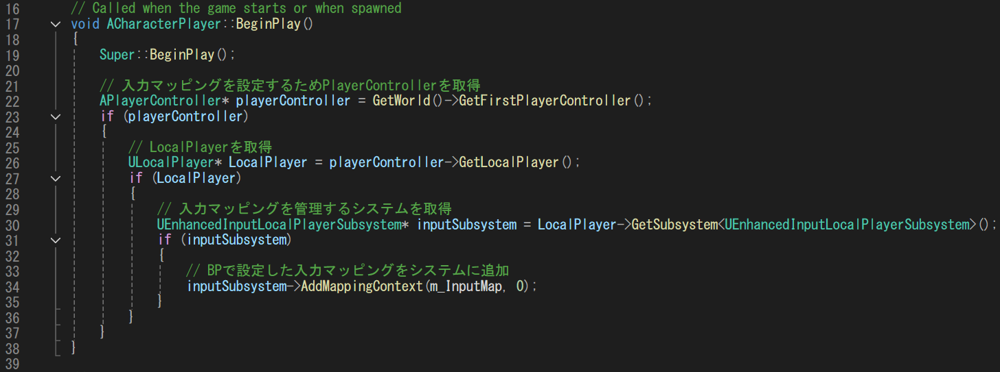 16 // Called when the game starts or when spawned
17 void ACharacterPlayer::BeginPlay()
18 {
19 Super::BeginPlay();
20
21 // 入力マッピングを設定するためPlayerControllerを取得
22 APlayerController* playerController = GetWorld()->GetFirstPlayerController();
23 if (playerController)
24 {
25 // LocalPlayerを取得
26 ULocalPlayer* LocalPlayer = playerController->GetLocalPlayer();
27 if (LocalPlayer)
28 {
29 // 入力マッピングを管理するシステムを取得
30 UEnhancedInputLocalPlayerSubsystem* inputSubsystem = LocalPlayer->GetSubsystem<UEnhancedInputLocalPlayerSubsystem>();
31 if (inputSubsystem)
32 {
33 // BPで設定した入力マッピングをシステムに追加
34 inputSubsystem->AddMappingContext(m_InputMap, 0);
35 }
36 }
37 }
38 }
39